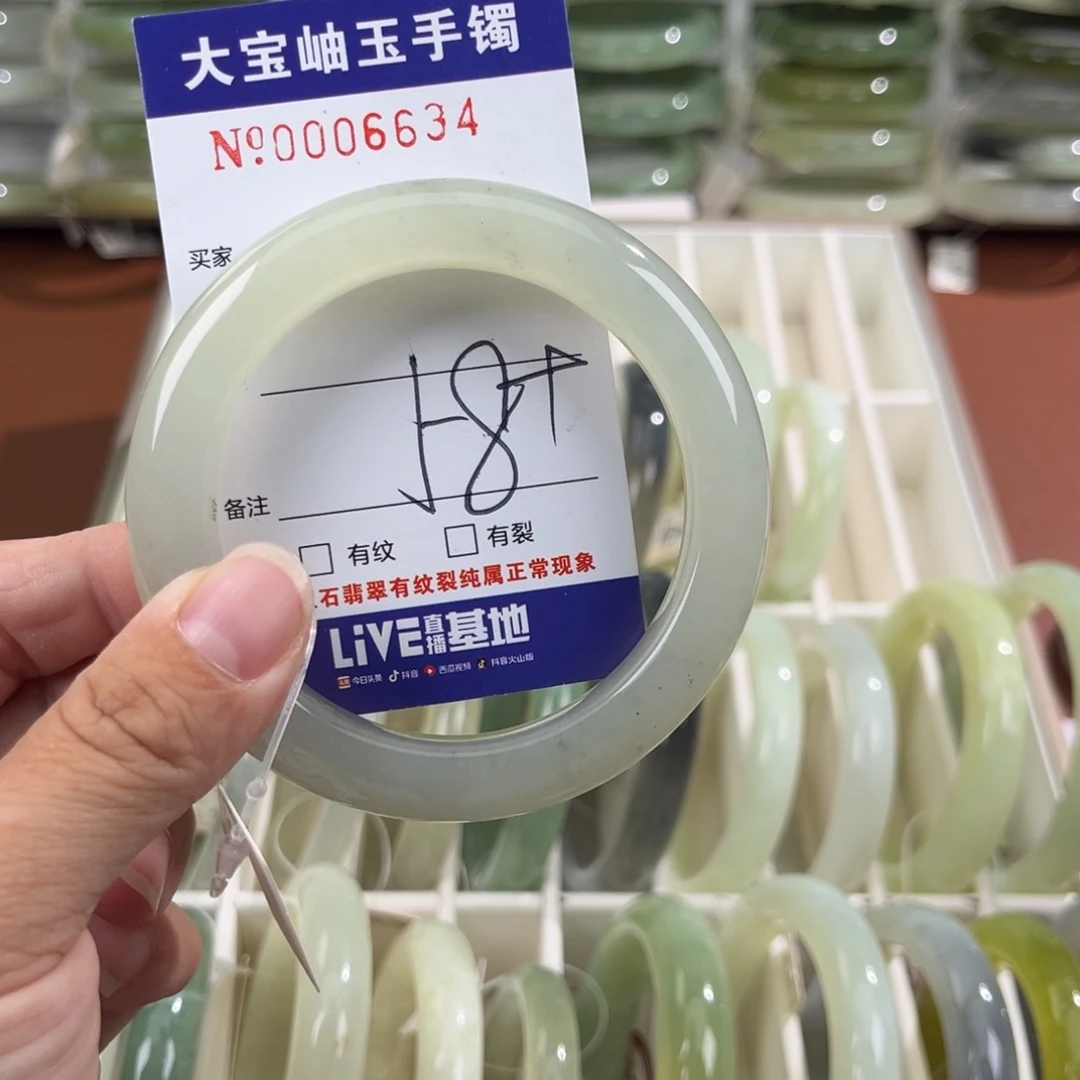 大宝岫玉手镯
Nº:0006634
买家
备注
有纹 有裂
石翡翠有纹裂纯属正常现象
LiVE直播基地
今日头条 抖音 西瓜视频 抖音火山版